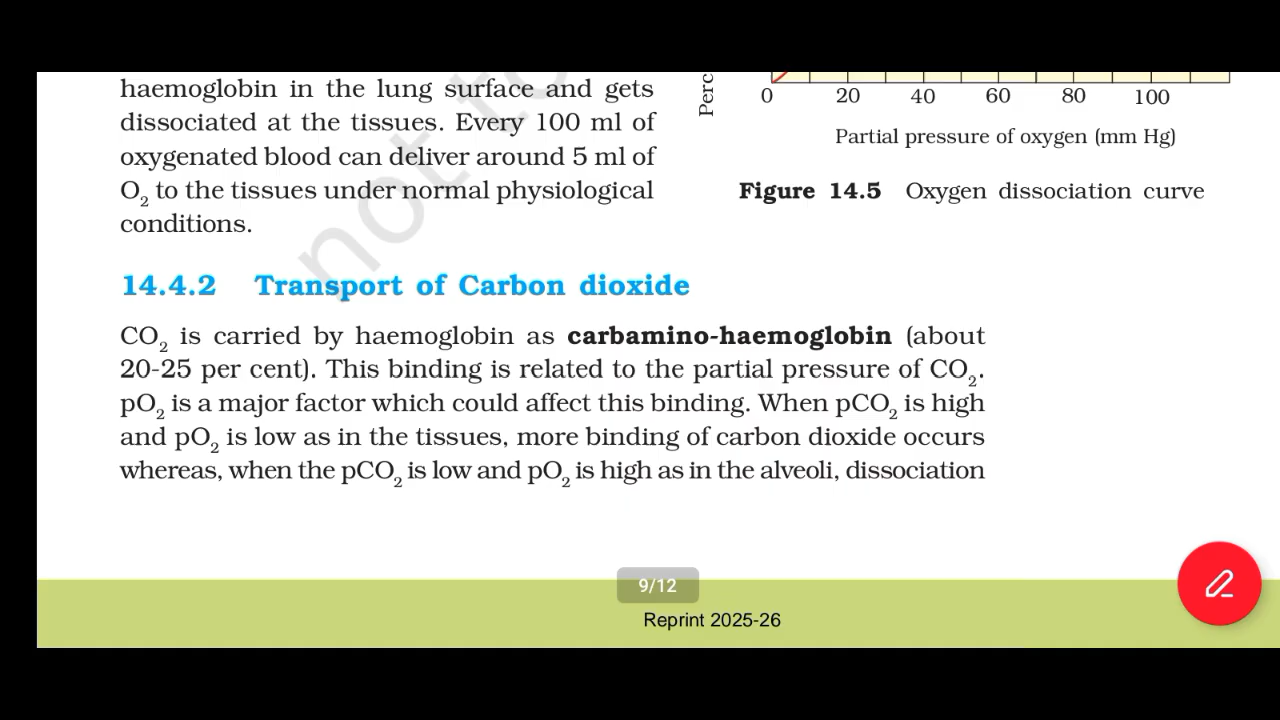 haemoglobin in the lung surface and gets
dissociated at the tissues. Every 100 ml of
oxygenated blood can deliver around 5 ml of
O₂ to the tissues under normal physiological
conditions.
Perc
0 20 40 60 80 100
Partial pressure of oxygen (mm Hg)
Figure 14.5 Oxygen dissociation curve
14.4.2 Transport of Carbon dioxide
CO₂ is carried by haemoglobin as carbamino-haemoglobin (about
20-25 per cent). This binding is related to the partial pressure of CO₂.
pO₂ is a major factor which could affect this binding. When pCO₂ is high
and pO₂ is low as in the tissues, more binding of carbon dioxide occurs
whereas, when the pCO₂ is low and pO₂ is high as in the alveoli, dissociation
not to
9/12
Reprint 2025-26